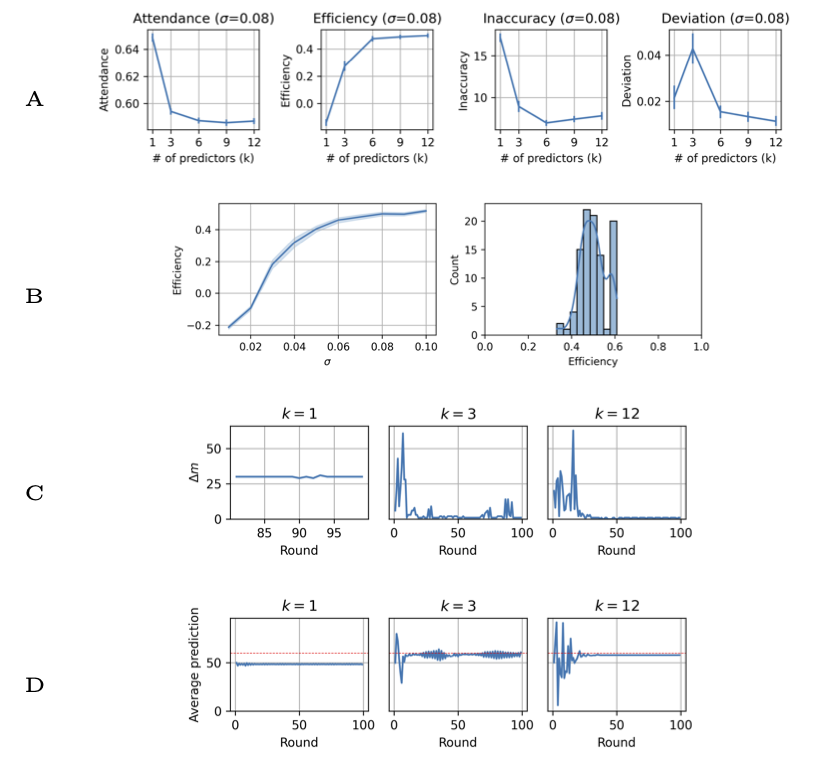 Attendance (σ=0.08) Efficiency (σ=0.08) Inaccuracy (σ=0.08) Deviation (σ=0.08)
A
Attendance
0.64
0.62
0.60
1 3 6 9 12
# of predictors (k)
Efficiency
0.4
0.2
0.0
1 3 6 9 12
# of predictors (k)
Inaccuracy
15
10
1 3 6 9 12
# of predictors (k)
Deviation
0.04
0.02
1 3 6 9 12
# of predictors (k)
B
Efficiency
0.4
0.2
0.0
−0.2
0.02 0.04 0.06 0.08 0.10
σ
Count
20
15
10
5
0
0.0 0.2 0.4 0.6 0.8 1.0
Efficiency
C
k = 1 k = 3 k = 12
Δm
50
25
0
85 90 95 0 50 100 0 50 100
Round Round Round
D
k = 1 k = 3 k = 12
Average prediction
50
0
0 50 100 0 50 100 0 50 100
Round Round Round